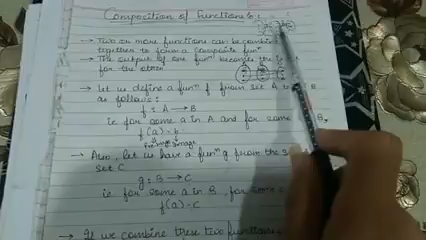 Composition of Functions :
→ Two or more functions can be combin
together to form a composite funⁿ
→ The output of one funⁿ becomes the i
for the other
→ let us define a funⁿ f from set A to B
as follows:
f : A → B
ie for some a in A and for some B,
f(a) = b
→ Also, let us have a funⁿ g from the s
set C
g : B → C
ie for some a in B, for some
f(a) = c
→ If we combine these two functions